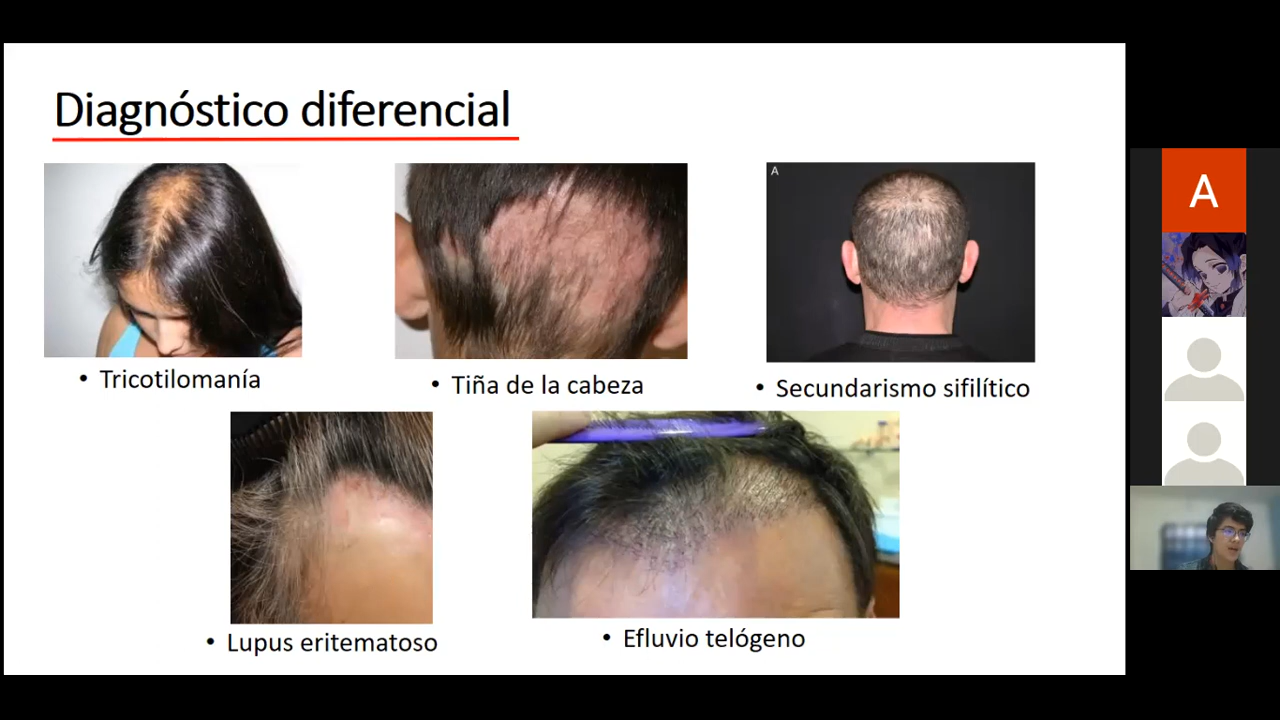 Diagnóstico diferencial
A
A
• Tricotilomanía
• Tiña de la cabeza
• Secundarismo sifilítico
• Lupus eritematoso
• Efluvio telógeno